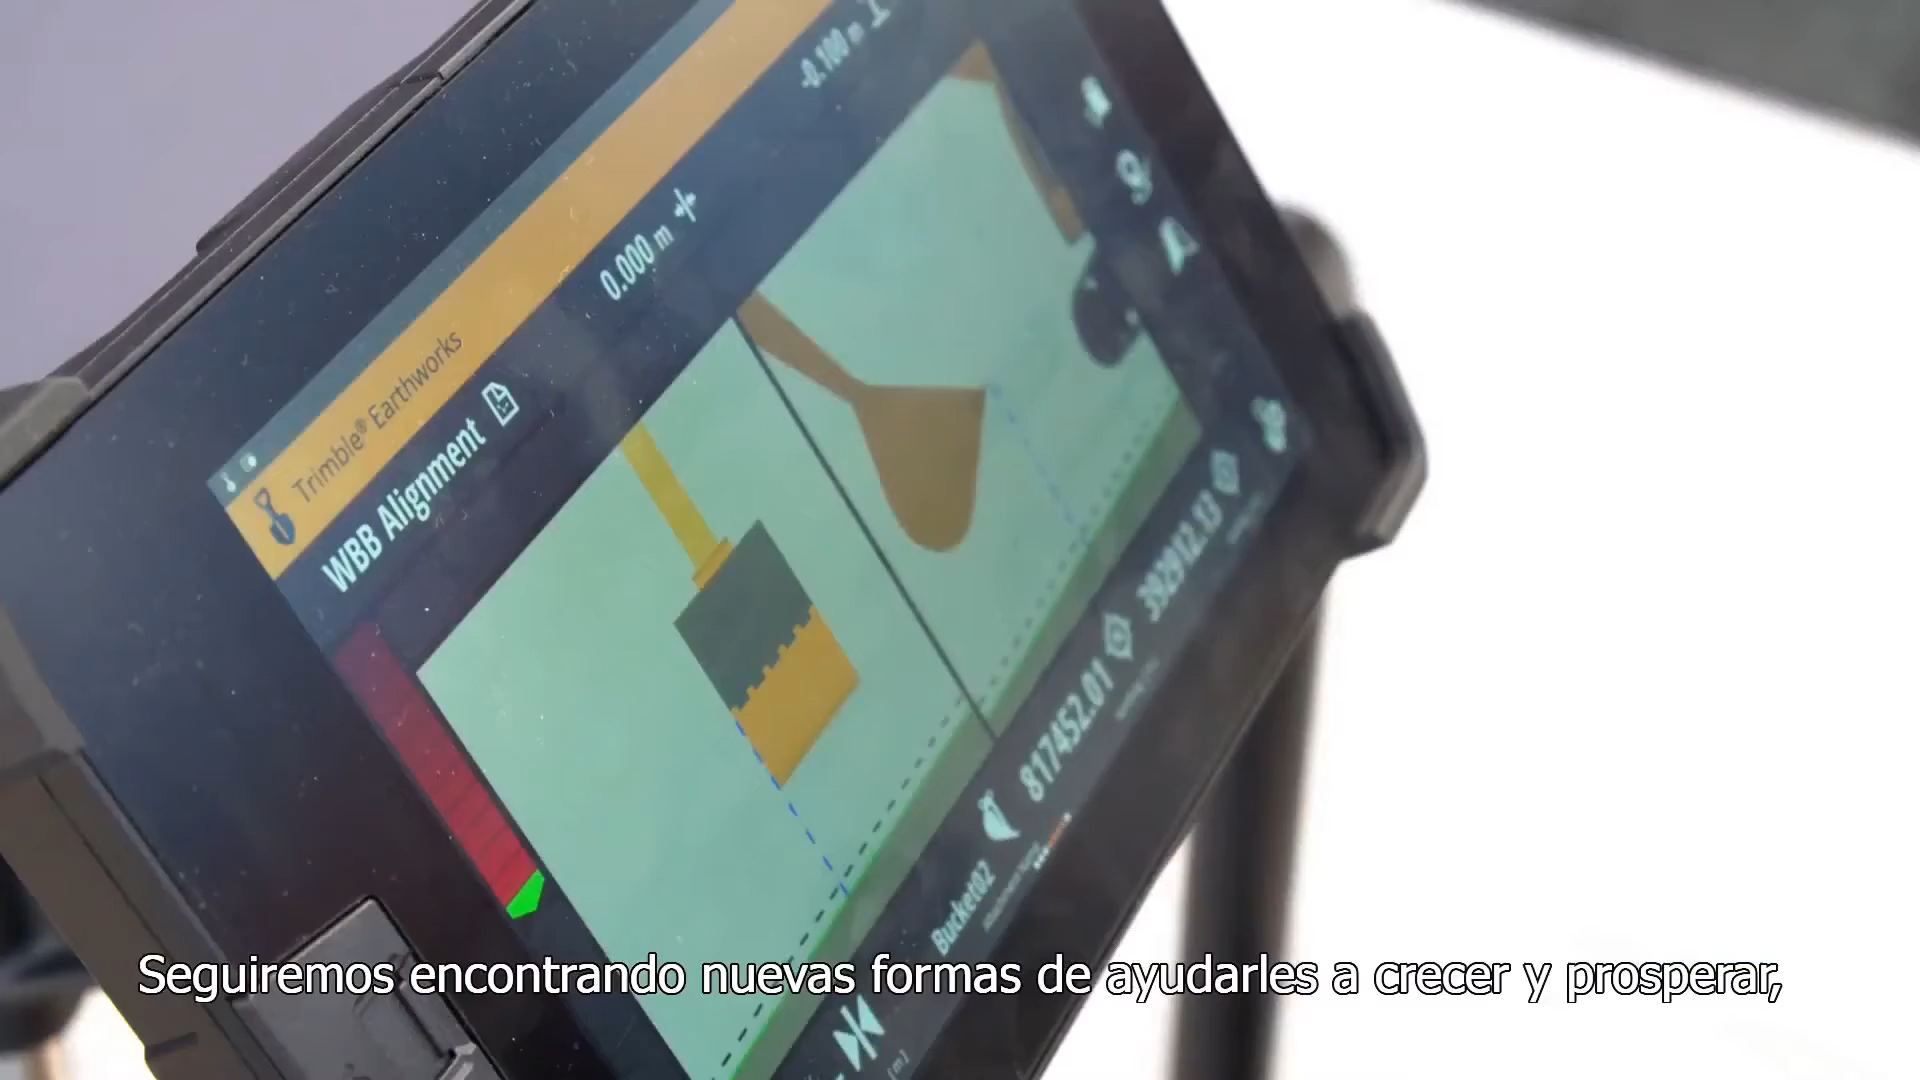 Trimble® Earthworks
WBB Alignment
0.000 m
-0.100 m
Bucket02
817452.01
392912.13
[m]
Seguiremos encontrando nuevas formas de ayudarles a crecer y prosperar,